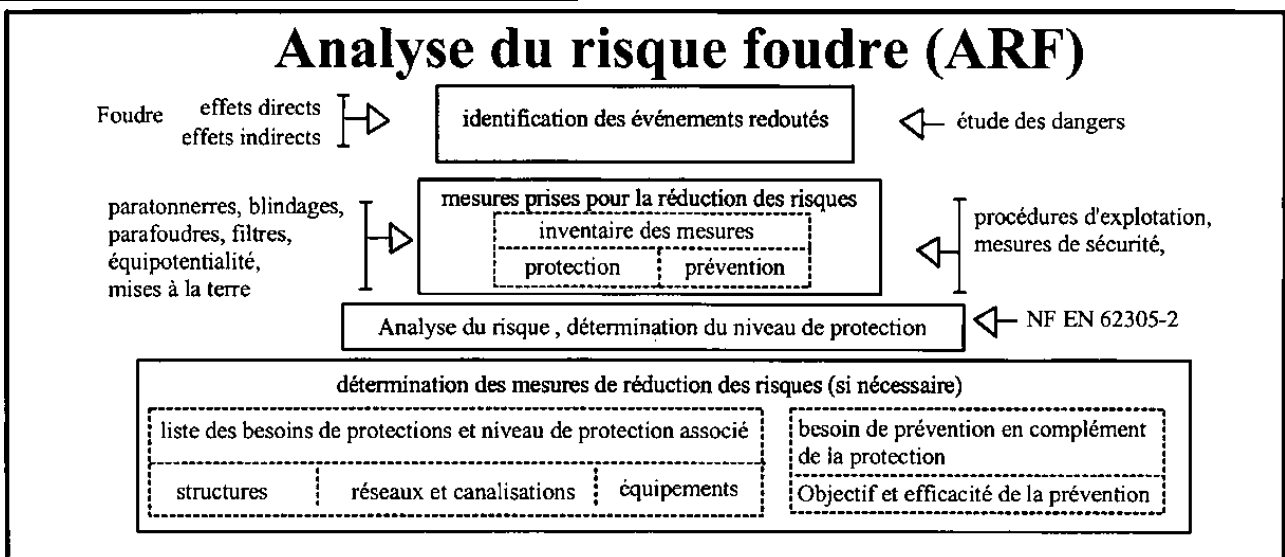 Analyse du risque foudre (ARF)
Foudre
effets directs
effets indirects
identification des événements redoutés
étude des dangers
paratonnerres, blindages,
parafoudres, filtres,
équipotentialité,
mises à la terre
mesures prises pour la réduction des risques
inventaire des mesures
protection
prévention
procédures d'explotation,
mesures de sécurité,
Analyse du risque , détermination du niveau de protection
NF EN 62305-2
détermination des mesures de réduction des risques (si nécessaire)
liste des besoins de protections et niveau de protection associé
structures
réseaux et canalisations
équipements
besoin de prévention en complément
de la protection
Objectif et efficacité de la prévention